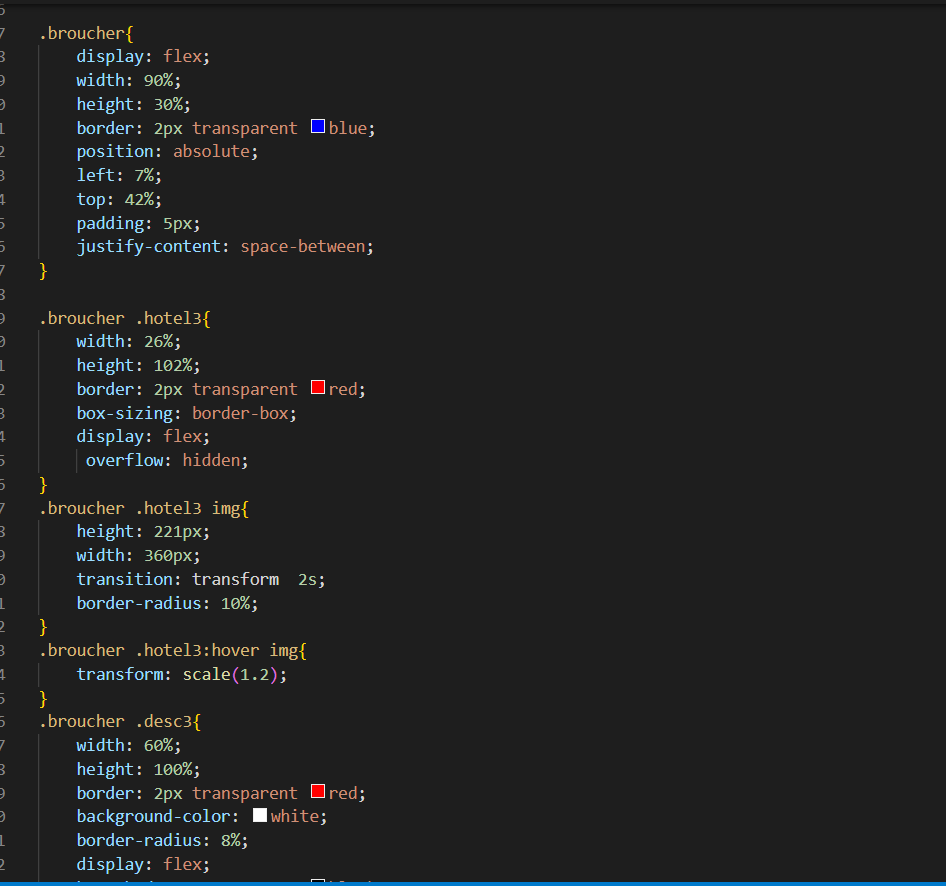 .broucher{
display: flex;
width: 90%;
height: 30%;
border: 2px transparent blue;
position: absolute;
left: 7%;
top: 42%;
padding: 5px;
justify-content: space-between;
}
.broucher .hotel3{
width: 26%;
height: 102%;
border: 2px transparent red;
box-sizing: border-box;
display: flex;
overflow: hidden;
}
.broucher .hotel3 img{
height: 221px;
width: 360px;
transition: transform  2s;
border-radius: 10%;
}
.broucher .hotel3:hover img{
transform: scale(1.2);
}
.broucher .desc3{
width: 60%;
height: 100%;
border: 2px transparent red;
background-color: white;
border-radius: 8%;
display: flex;